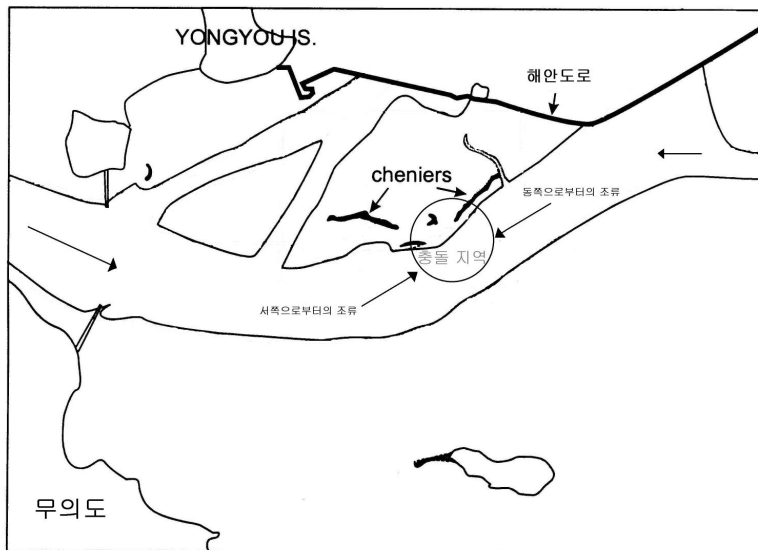 YONGYOU IS.
해안도로
cheniers
동쪽으로부터의 조류
충돌 지역
서쪽으로부터의 조류
무의도